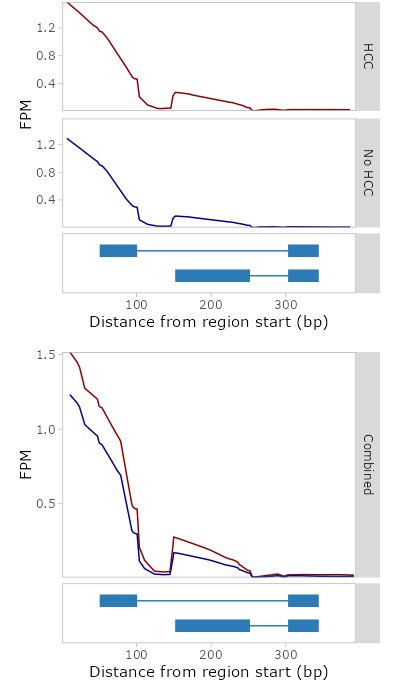 1.2
0.8
0.4
HCC
FPM
1.2
0.8
0.4
No HCC
100 200 300
Distance from region start (bp)
1.5
1.0
0.5
FPM
Combined
100 200 300
Distance from region start (bp)